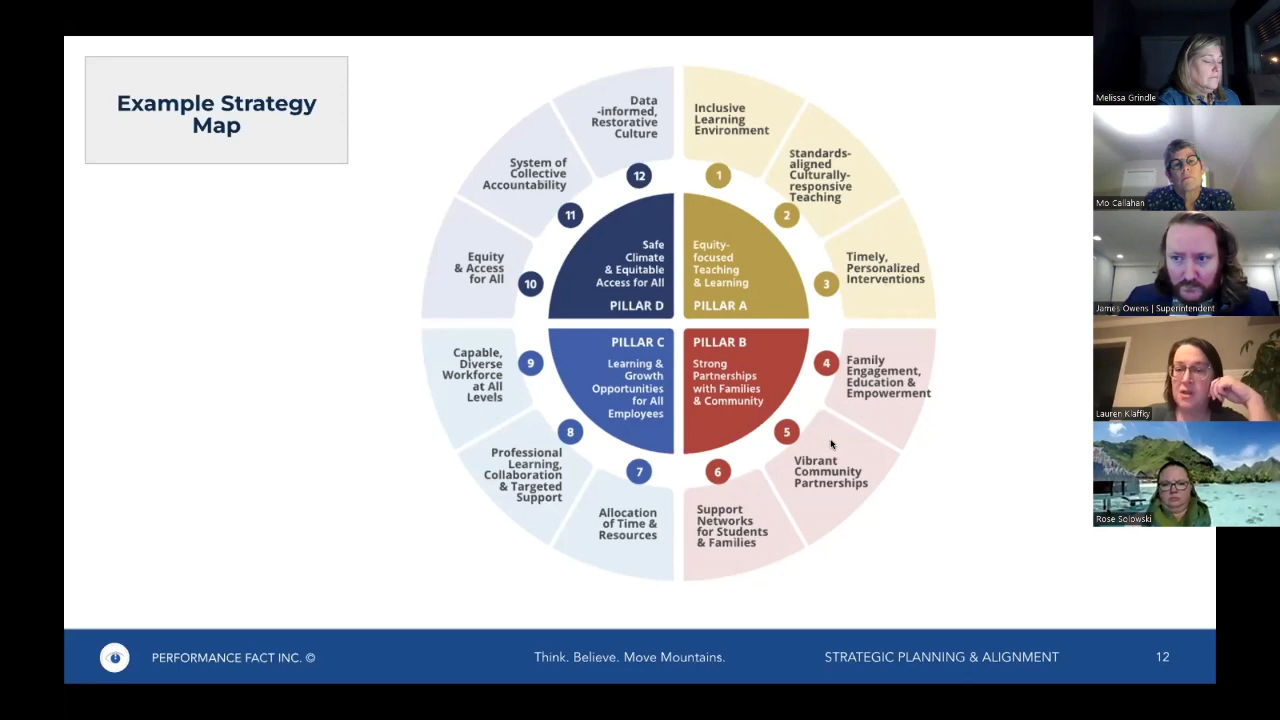 Example Strategy
Map
Data
-informed,
Restorative
Culture
Inclusive
Learning
Environment
System of
Collective
Accountability
12
1
Standards-
aligned
Culturally-
responsive
Teaching
11
2
Equity
& Access
for All
10
Safe
Climate
& Equitable
Access for All
PILLAR D
Equity-
focused
Teaching
& Learning
PILLAR A
3
Timely,
Personalized
Interventions
Capable,
Diverse
Workforce
at All
Levels
9
PILLAR C
Learning &
Growth
Opportunities
for All
Employees
PILLAR B
Strong
Partnerships
with Families
& Community
4
Family
Engagement,
Education &
Empowerment
8
5
Professional
Learning,
Collaboration
& Targeted
Support
7
6
Vibrant
Community
Partnerships
Allocation
of Time &
Resources
Support
Networks
for Students
& Families
PERFORMANCE FACT INC. ©
Think. Believe. Move Mountains.
STRATEGIC PLANNING & ALIGNMENT
12
Melissa Grindle
Mo Callahan
James Owens | Superintendent
Lauren Klaffky
Rose Solowski